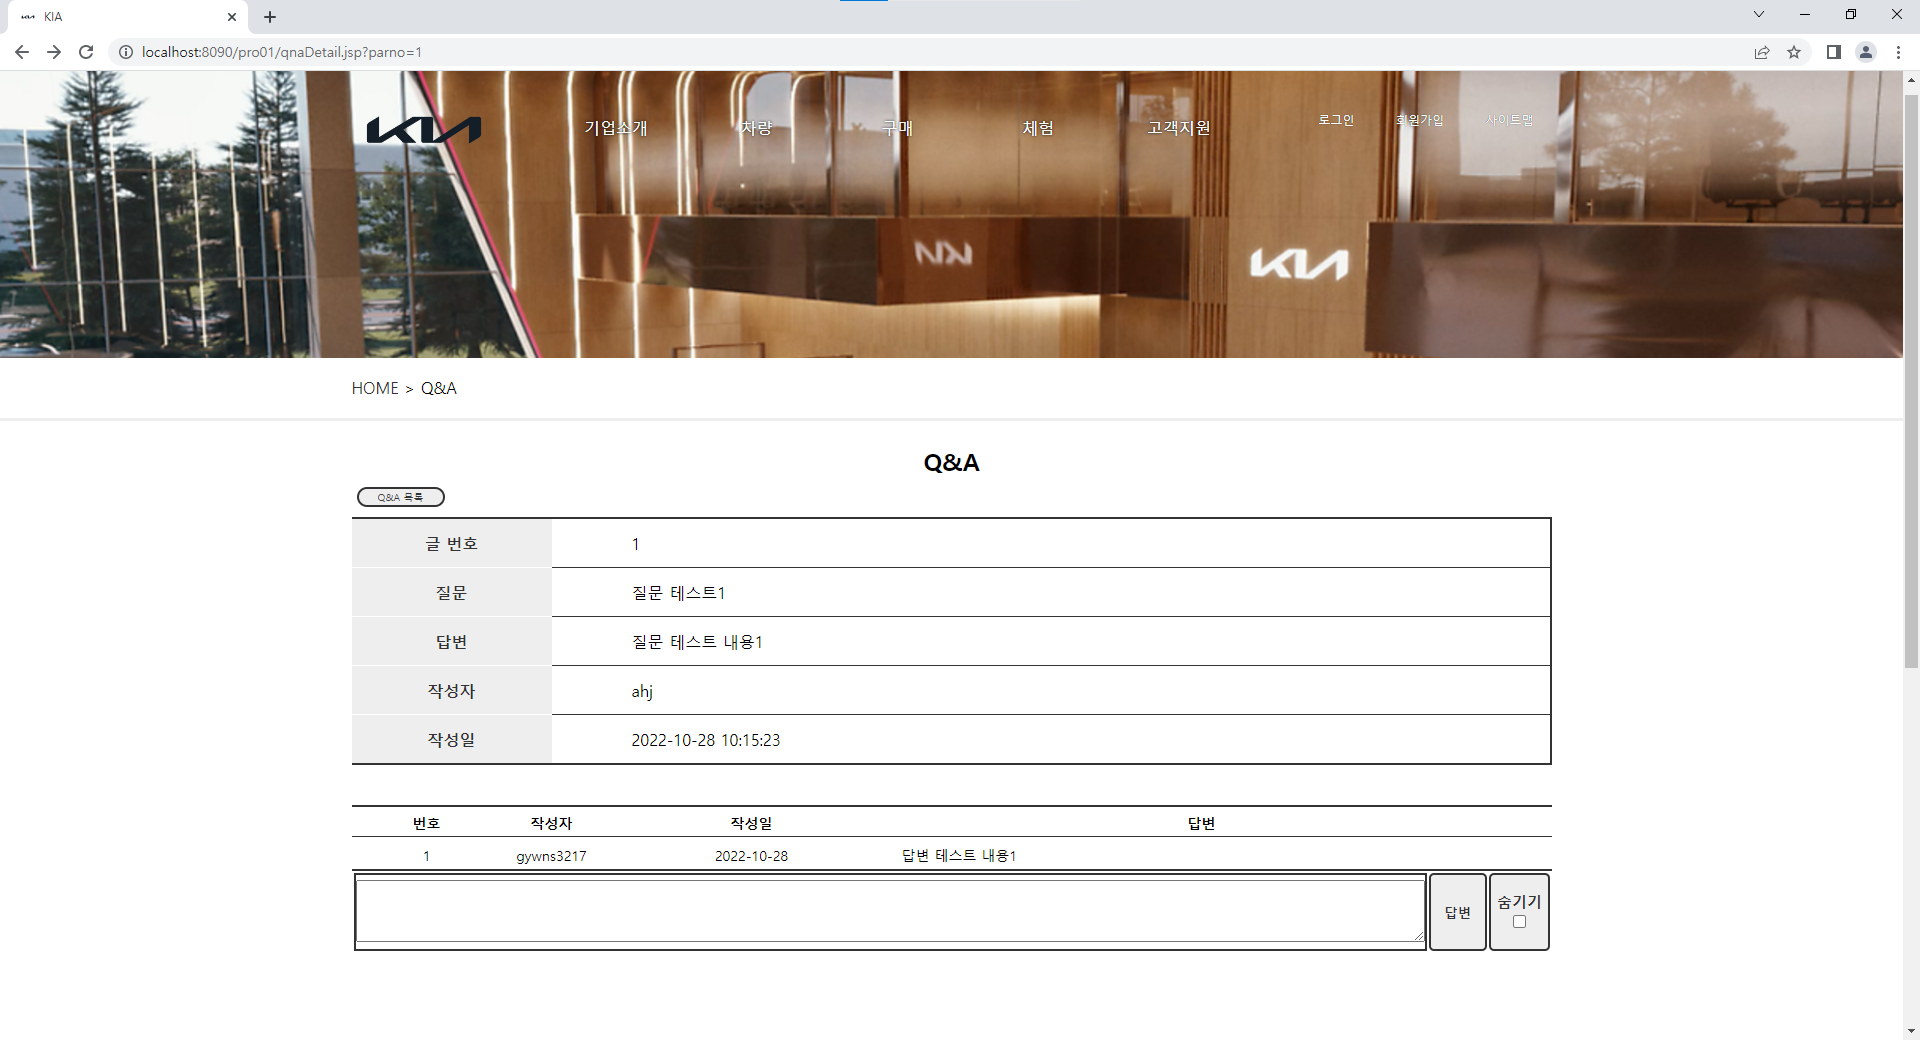 KIA
localhost:8090/pro01/qnaDetail.jsp?parno=1
KIA 기업소개 차량 구매 체험 고객지원 로그인 회원가입 사이트맵
KIA
HOME > Q&A
Q&A
Q&A 목록
글 번호 1
질문 질문 테스트1
답변 질문 테스트 내용1
작성자 ahj
작성일 2022-10-28 10:15:23
번호 작성자 작성일 답변
1 gywns3217 2022-10-28 답변 테스트 내용1
답변 숨기기